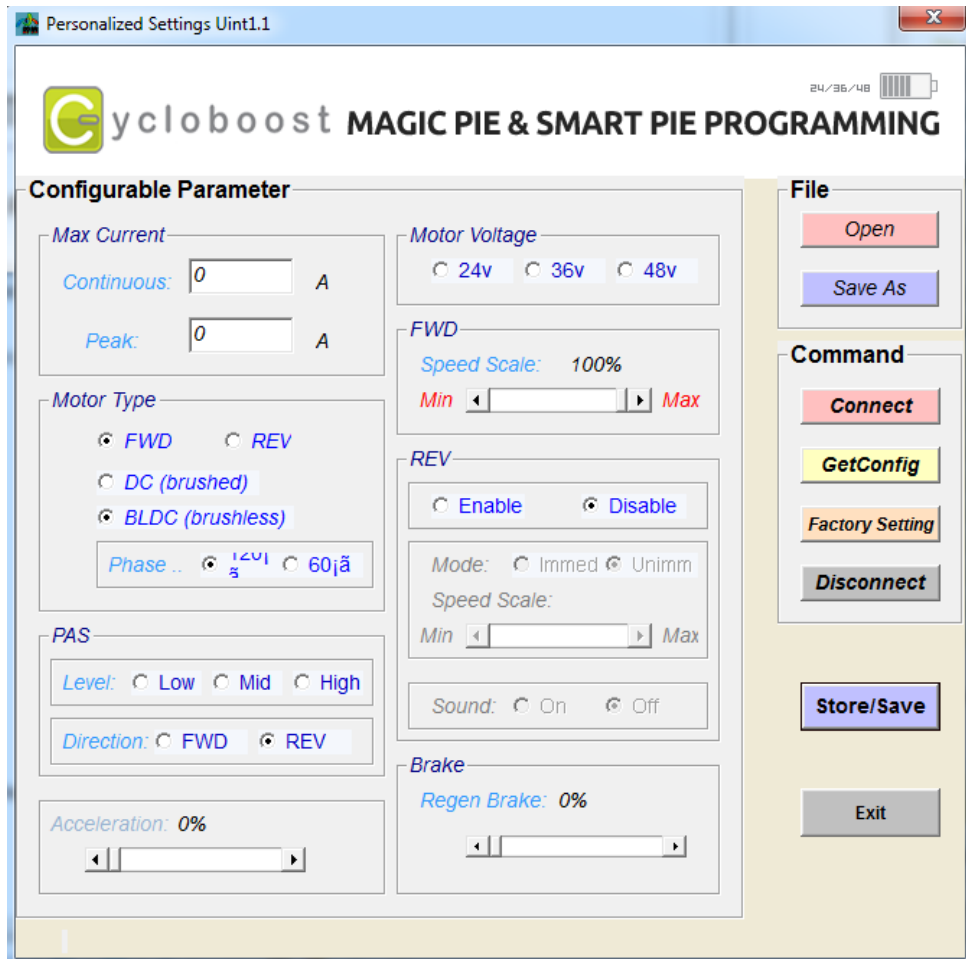 Personalized Settings Uint1.1
24/36/48
Cycloboost MAGIC PIE & SMART PIE PROGRAMMING
Configurable Parameter
Max Current
Continuous: 0 A
Peak: 0 A
Motor Type
FWD REV
DC (brushed)
BLDC (brushless)
Phase .. 60¡ã
PAS
Level: Low Mid High
Direction: FWD REV
Acceleration: 0%
Motor Voltage
24v 36v 48v
FWD
Speed Scale: 100%
Min Max
REV
Enable Disable
Mode: Immed Unimm
Speed Scale:
Min Max
Sound: On Off
Brake
Regen Brake: 0%
File
Open
Save As
Command
Connect
GetConfig
Factory Setting
Disconnect
Store/Save
Exit